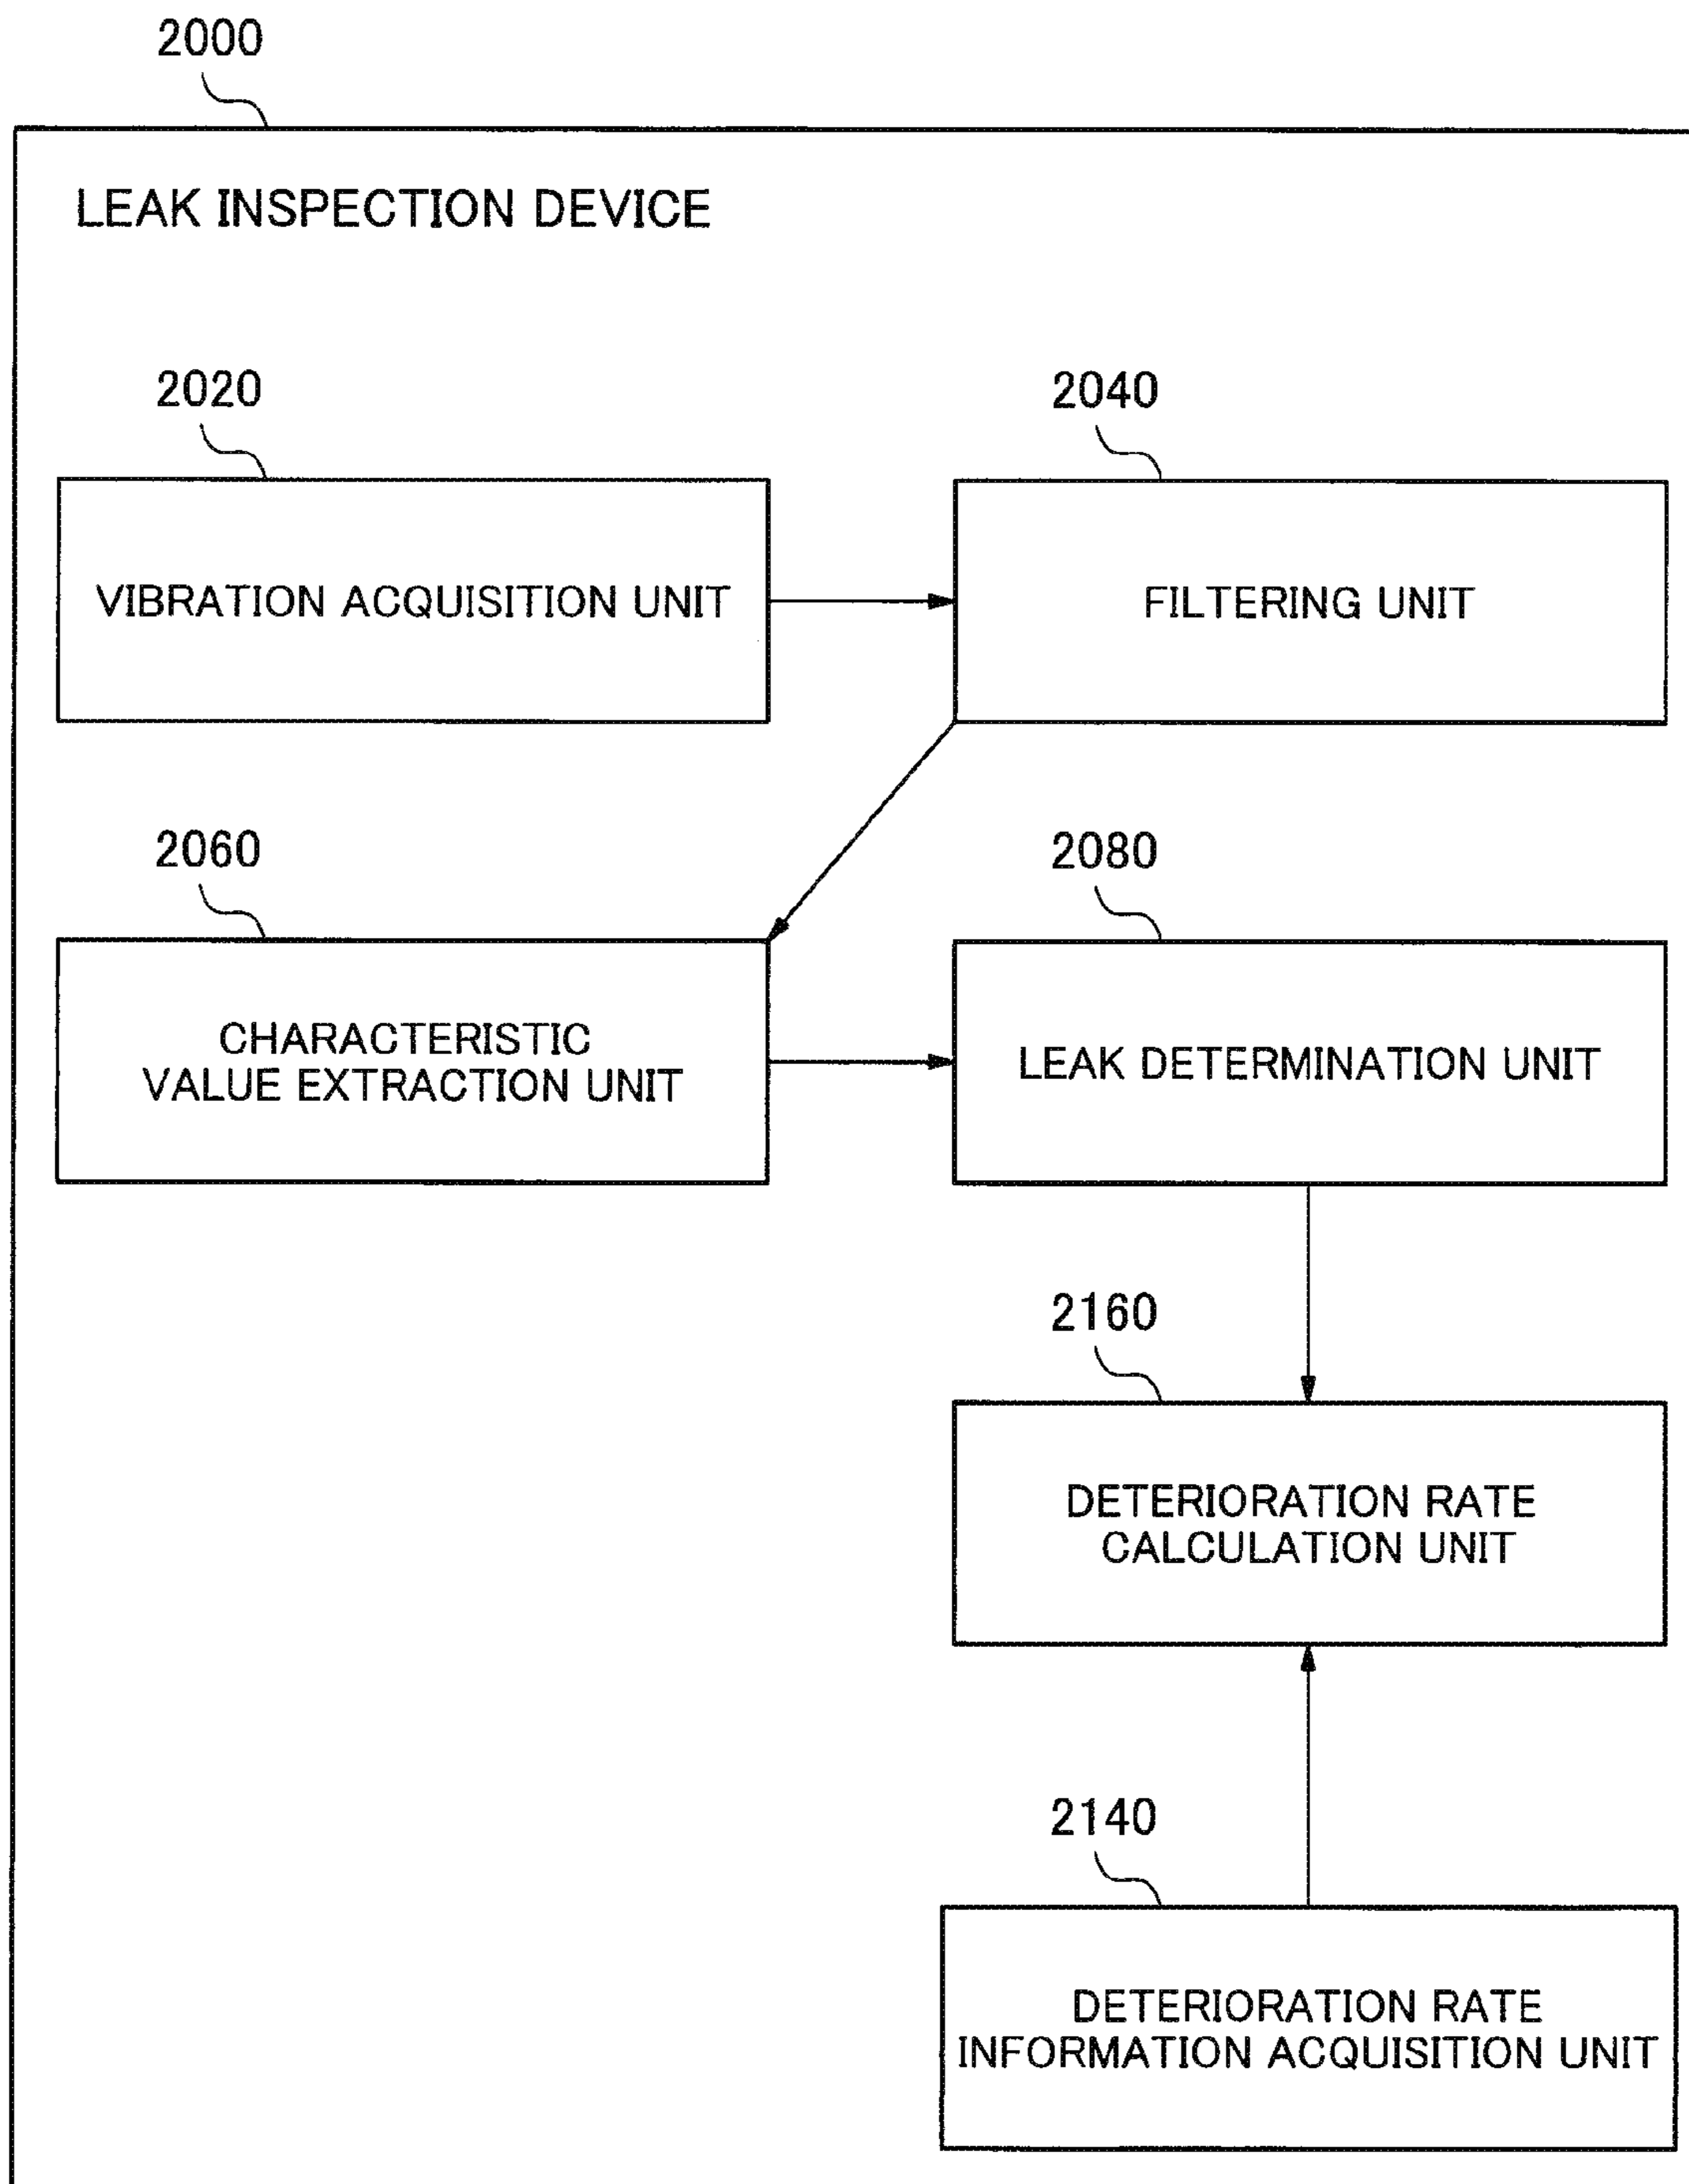 2000
LEAK INSPECTION DEVICE
2020
2040
VIBRATION ACQUISITION UNIT
FILTERING UNIT
2060
2080
CHARACTERISTIC
VALUE EXTRACTION UNIT
LEAK DETERMINATION UNIT
2160
DETERIORATION RATE
CALCULATION UNIT
2140
DETERIORATION RATE
INFORMATION ACQUISITION UNIT